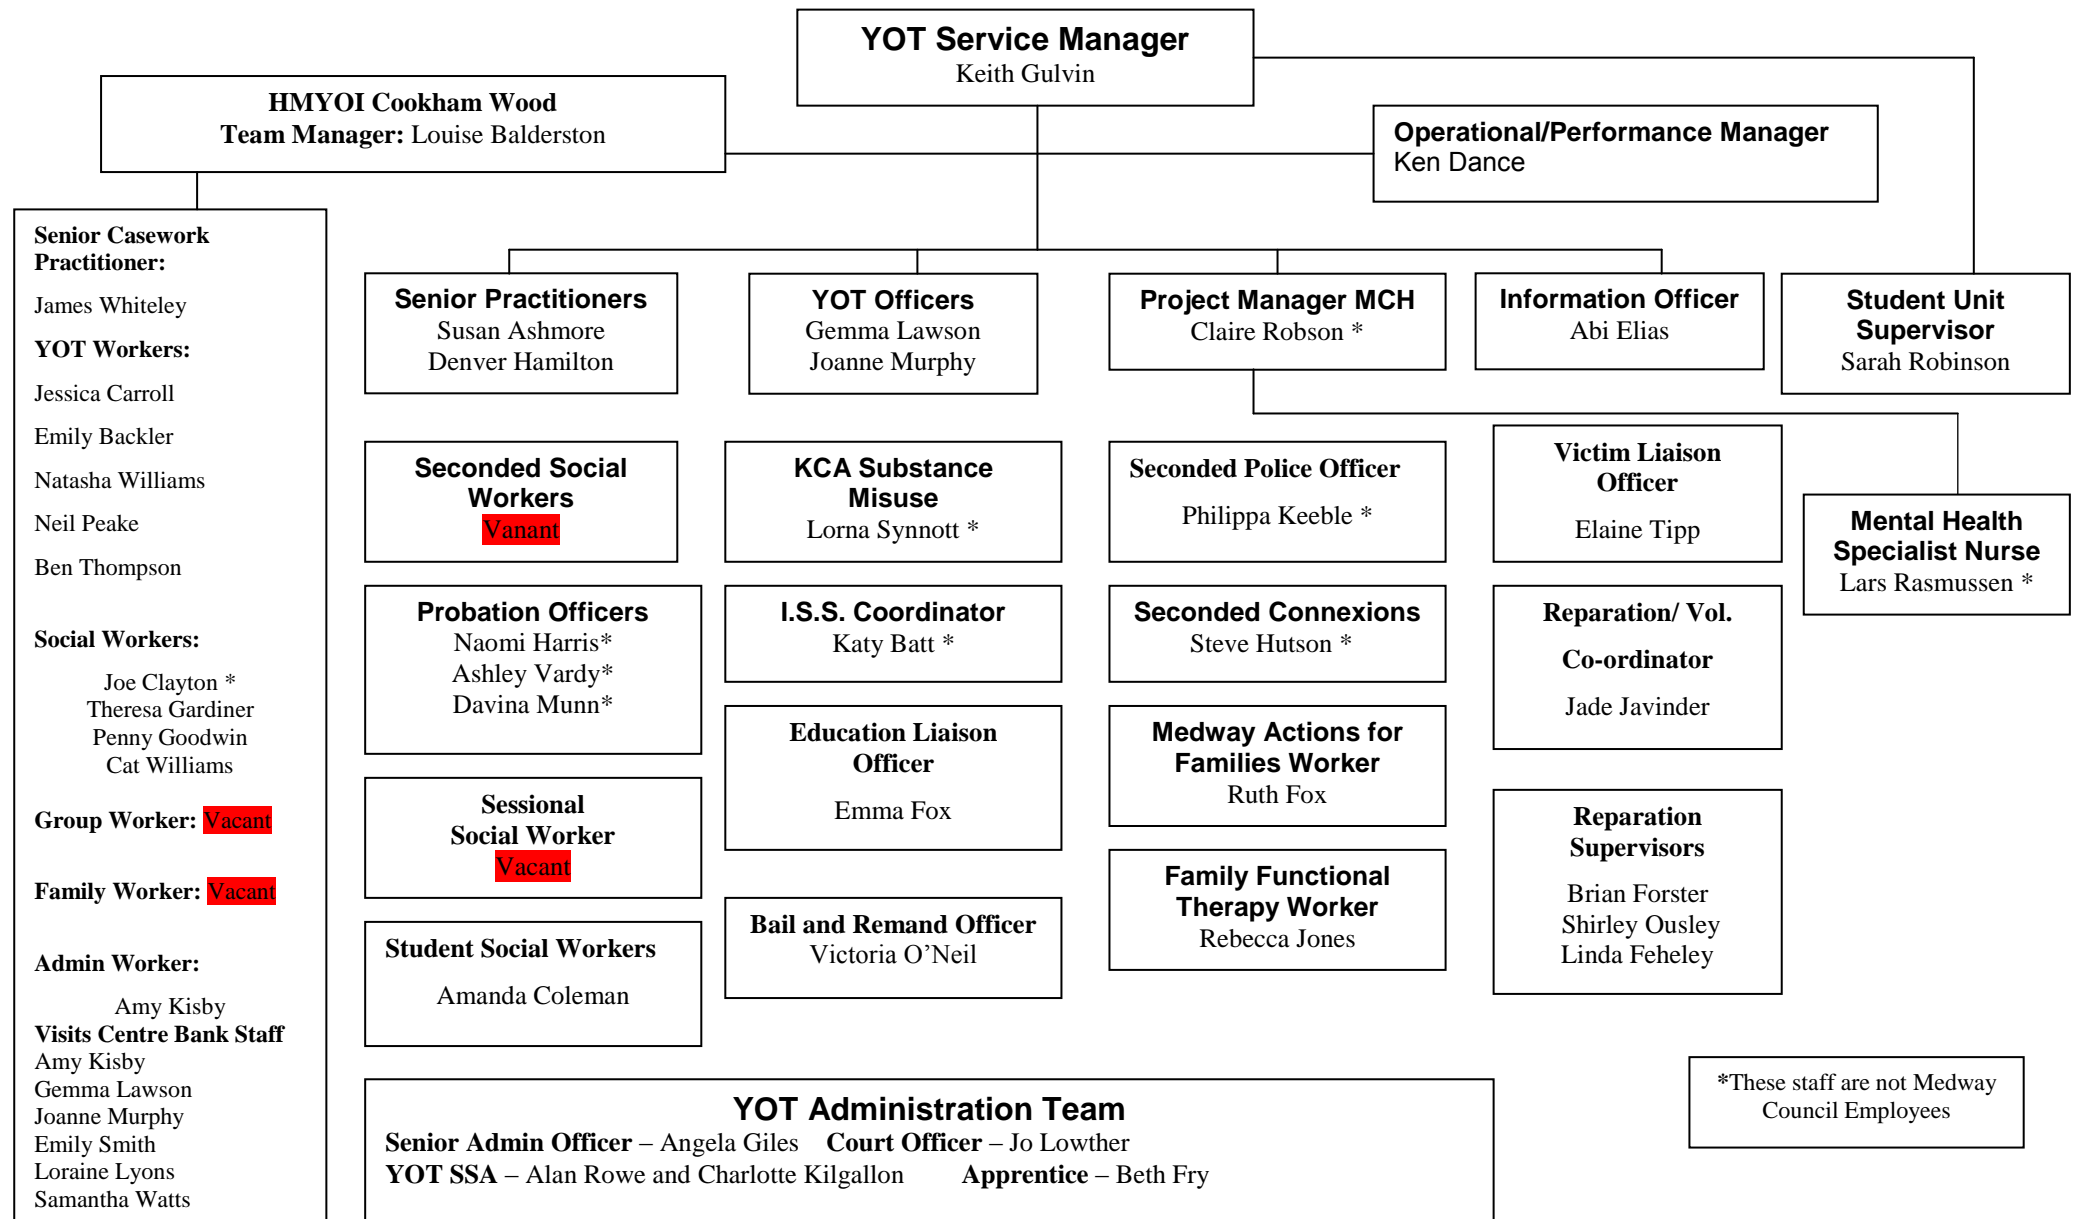 YOT Service Manager
Keith Gulvin
HMYOI Cookham Wood
Team Manager: Louise Balderston
Operational/Performance Manager
Ken Dance
Senior Casework
Practitioner:
James Whiteley
YOT Workers:
Jessica Carroll
Emily Backler
Natasha Williams
Neil Peake
Ben Thompson
Social Workers:
Joe Clayton *
Theresa Gardiner
Penny Goodwin
Cat Williams
Group Worker: Vacant
Family Worker: Vacant
Admin Worker:
Amy Kisby
Visits Centre Bank Staff
Amy Kisby
Gemma Lawson
Joanne Murphy
Emily Smith
Loraine Lyons
Samantha Watts
Senior Practitioners
Susan Ashmore
Denver Hamilton
YOT Officers
Gemma Lawson
Joanne Murphy
Project Manager MCH
Claire Robson *
Information Officer
Abi Elias
Student Unit
Supervisor
Sarah Robinson
Seconded Social
Workers
Vanant
KCA Substance
Misuse
Lorna Synnott *
Seconded Police Officer
Philippa Keeble *
Victim Liaison
Officer
Elaine Tipp
Mental Health
Specialist Nurse
Lars Rasmussen *
Probation Officers
Naomi Harris*
Ashley Vardy*
Davina Munn*
I.S.S. Coordinator
Katy Batt *
Seconded Connexions
Steve Hutson *
Reparation/ Vol.
Co-ordinator
Jade Javinder
Education Liaison
Officer
Emma Fox
Medway Actions for
Families Worker
Ruth Fox
Sessional
Social Worker
Vacant
Reparation
Supervisors
Brian Forster
Shirley Ousley
Linda Feheley
Family Functional
Therapy Worker
Rebecca Jones
Bail and Remand Officer
Victoria O’Neil
Student Social Workers
Amanda Coleman
YOT Administration Team
Senior Admin Officer – Angela Giles Court Officer – Jo Lowther
YOT SSA – Alan Rowe and Charlotte Kilgallon Apprentice – Beth Fry
*These staff are not Medway
Council Employees